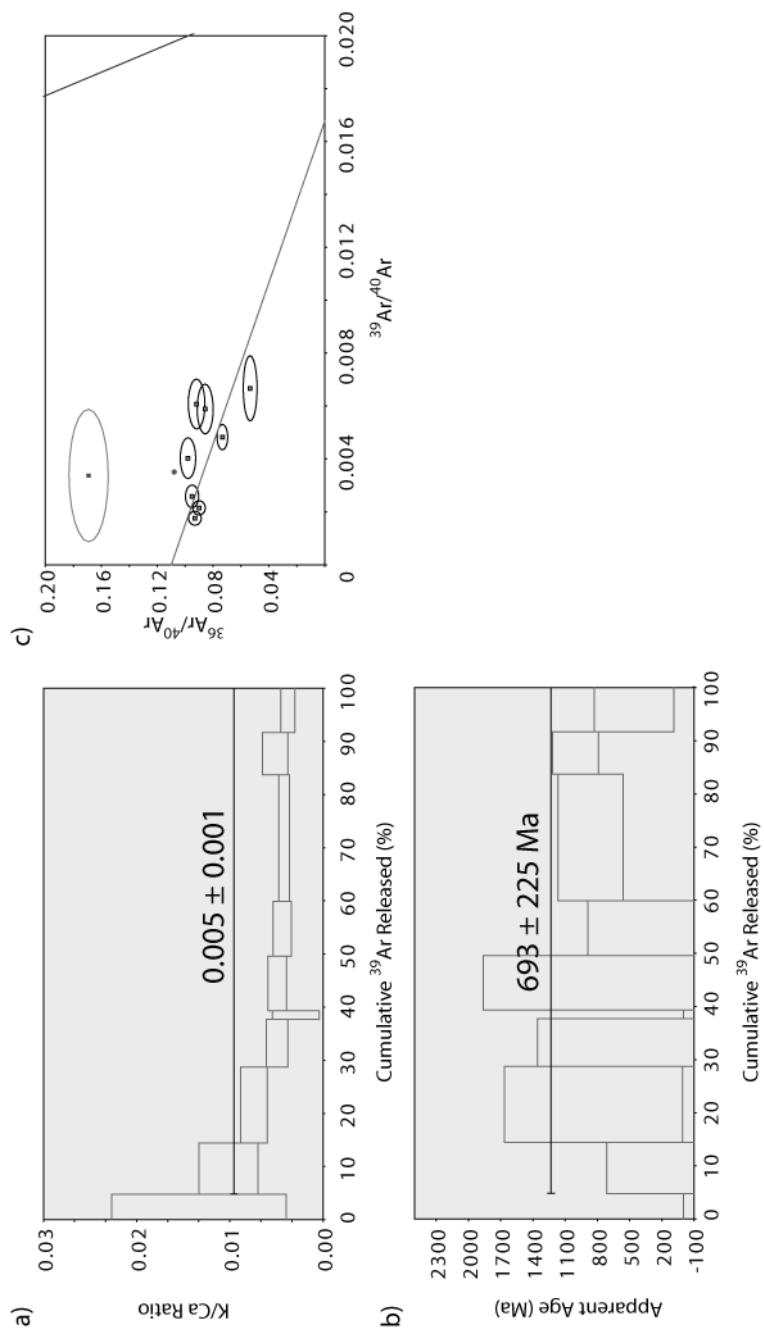 a)
K/Ca Ratio
0.03
0.02
0.01
0.00
0.005 ± 0.001
0 10 20 30 40 50 60 70 80 90 100
Cumulative ³⁹Ar Released (%)
b)
Apparent Age (Ma)
2300
1700
1400
1100
800
500
200
-100
693 ± 225 Ma
0 10 20 30 40 50 60 70 80 90 100
Cumulative ³⁹Ar Released (%)
c)
³⁶Ar/⁴⁰Ar
0.20
0.16
0.12
0.08
0.04
0 0.004 0.008 0.012 0.016 0.020
³⁹Ar/⁴⁰Ar